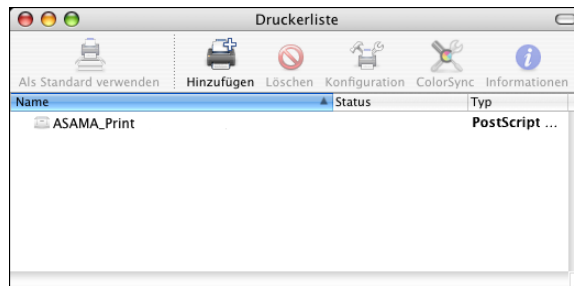 Druckerliste
Als Standard verwenden Hinzufügen Löschen Konfiguration ColorSync Informationen
Name Status Typ
ASAMA_Print PostScript ...